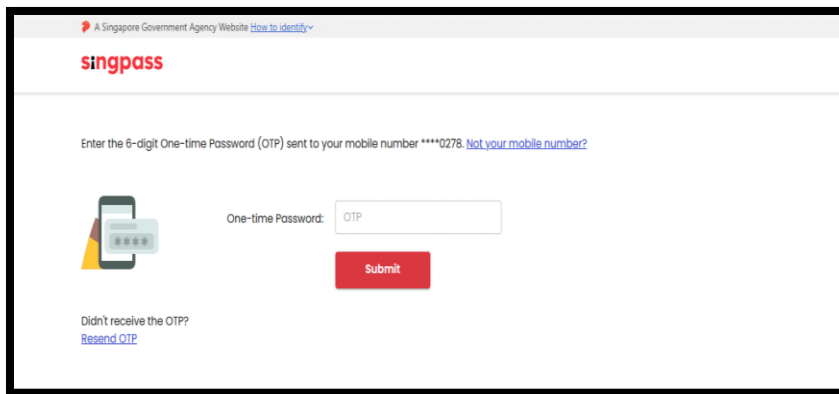 A Singapore Government Agency Website How to identify
singpass
Enter the 6-digit One-time Password (OTP) sent to your mobile number ****0278. Not your mobile number?
****
One-time Password:
OTP
Submit
Didn't receive the OTP?
Resend OTP